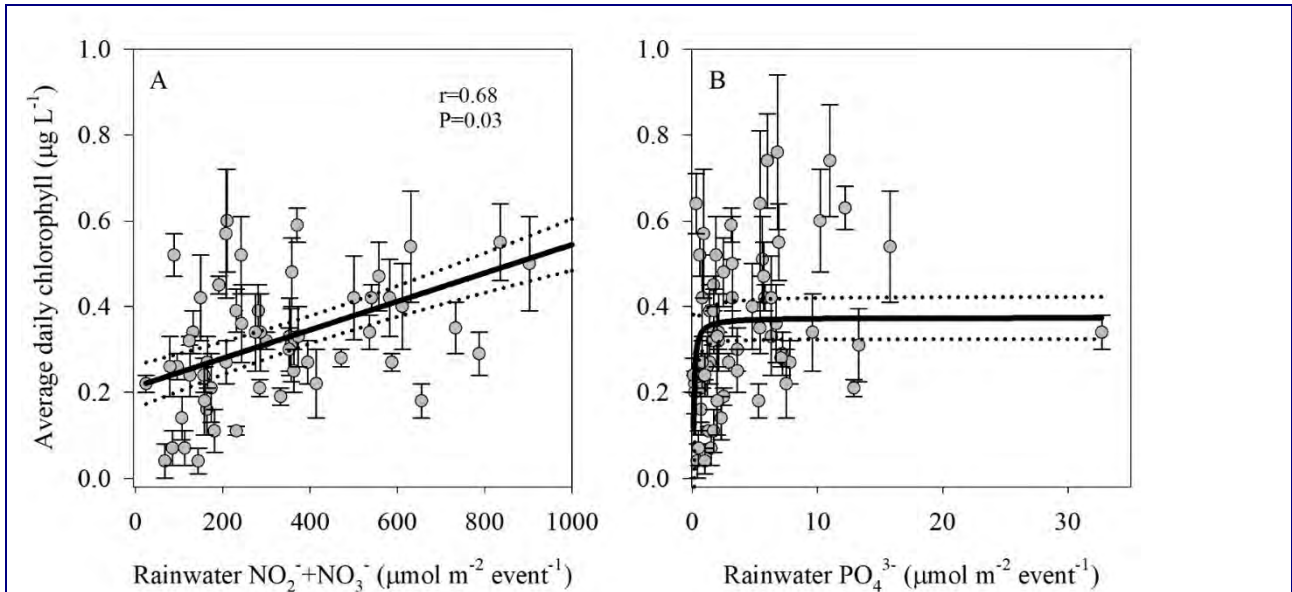 A
r=0.68
P=0.03
B
Average daily chlorophyll (µg L⁻¹)
1.0
0.8
0.6
0.4
0.2
0.0
0 200 400 600 800 1000
Rainwater NO₂⁻+NO₃⁻ (µmol m⁻² event⁻¹)
1.0
0.8
0.6
0.4
0.2
0.0
0 10 20 30
Rainwater PO₄³⁻ (µmol m⁻² event⁻¹)